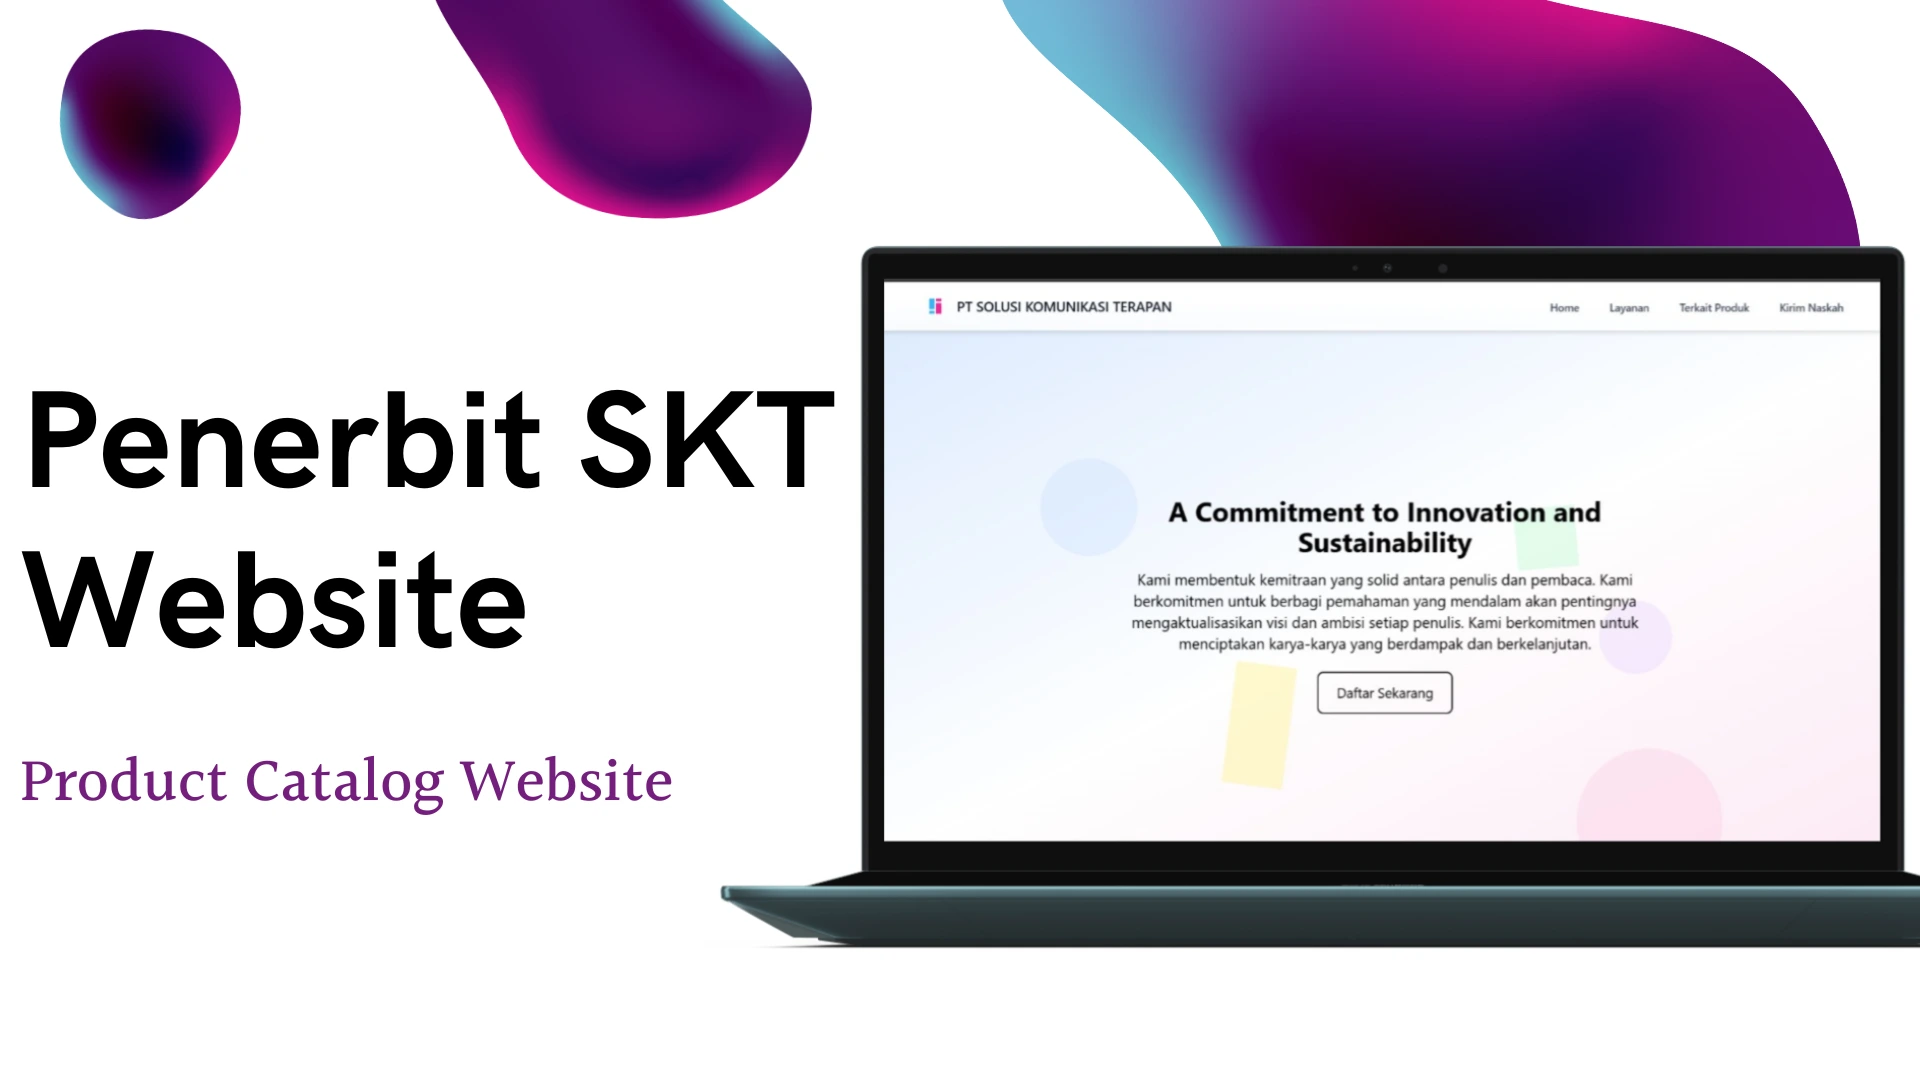 Penerbit SKT
Website
Product Catalog Website
PT SOLUSI KOMUNIKASI TERAPAN
Home Layanan Terkait Produk Kirim Naskah
A Commitment to Innovation and
Sustainability
Kami membentuk kemitraan yang solid antara penulis dan pembaca. Kami
berkomitmen untuk berbagi pemahaman yang mendalam akan pentingnya
mengaktualisasikan visi dan ambisi setiap penulis. Kami berkomitmen untuk
menciptakan karya-karya yang berdampak dan berkelanjutan.
Daftar Sekarang